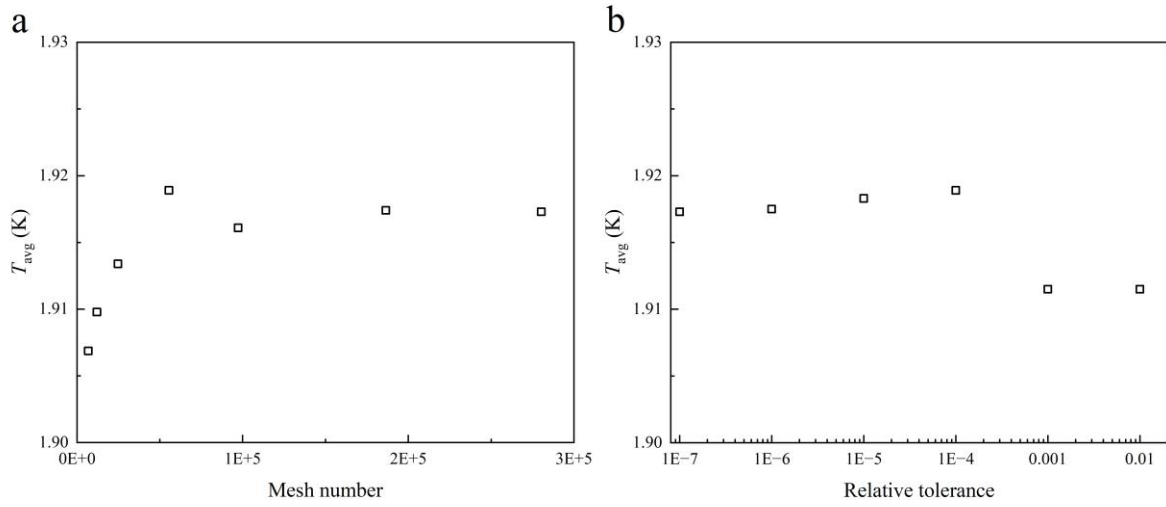 a
1.93
1.92
1.91
1.90
T_avg (K)
0E+0
1E+5
2E+5
3E+5
Mesh number
b
1.93
1.92
1.91
1.90
T_avg (K)
1E−7
1E−6
1E−5
1E−4
0.001
0.01
Relative tolerance